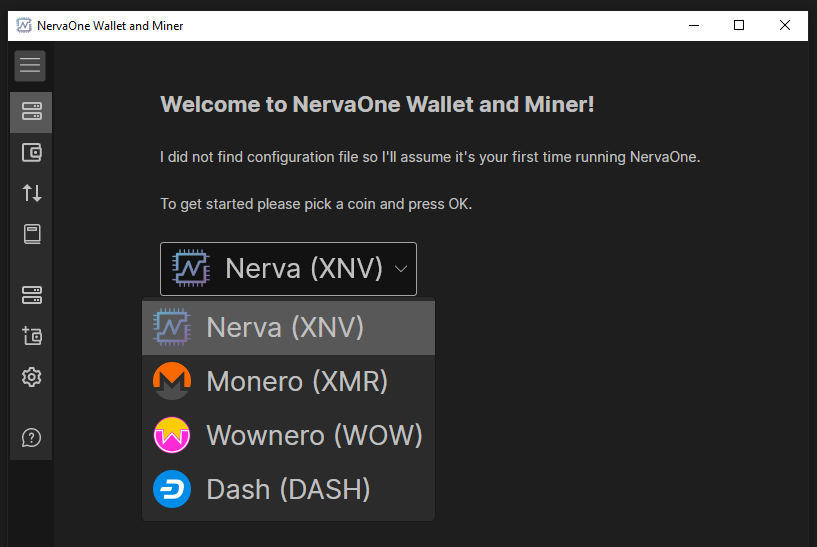 NervaOne Wallet and Miner
Welcome to NervaOne Wallet and Miner!
I did not find configuration file so I'll assume it's your first time running NervaOne.
To get started please pick a coin and press OK.
Nerva (XNV)
Nerva (XNV)
Monero (XMR)
Wownero (WOW)
Dash (DASH)